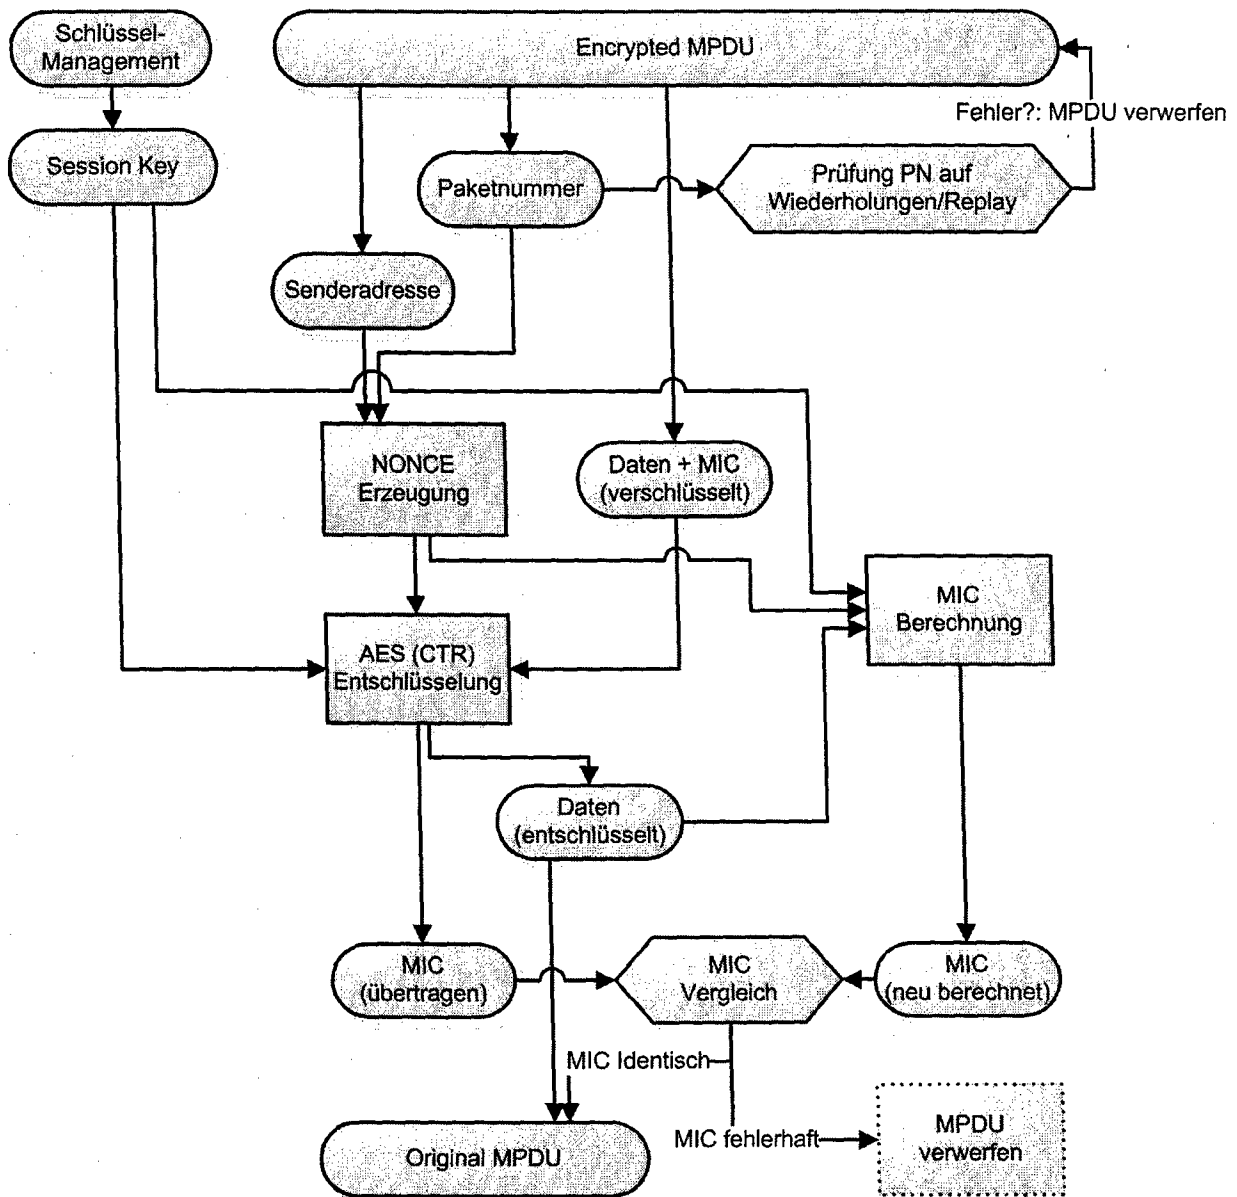 Schlüssel-
Management
Encrypted MPDU
Fehler?: MPDU verwerfen
Session Key
Paketnummer
Prüfung PN auf
Wiederholungen/Replay
Senderadresse
NONCE
Erzeugung
Daten + MIC
(verschlüsselt)
MIC
Berechnung
AES (CTR)
Entschlüsselung
Daten
(entschlüsselt)
MIC
(übertragen)
MIC
Vergleich
MIC
(neu berechnet)
MIC Identisch
MIC fehlerhaft
MPDU
verwerfen
Original MPDU